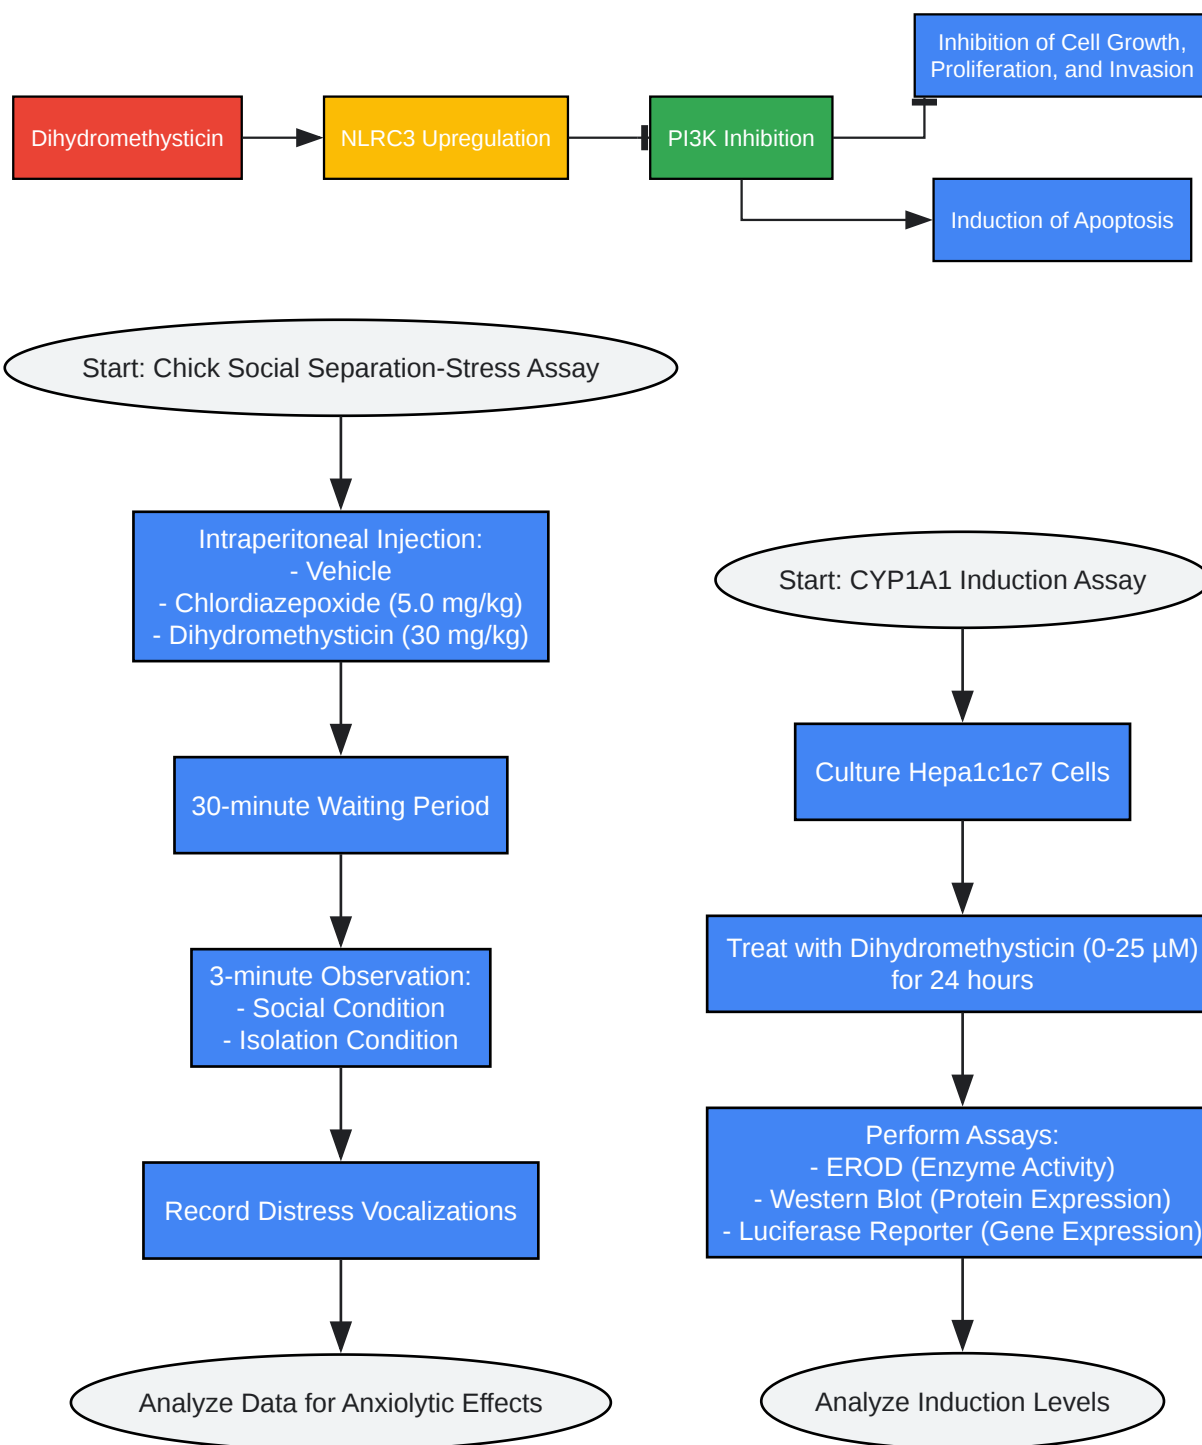 Inhibition of Cell Growth,
Proliferation, and Invasion
Dihydromethysticin
NLRC3 Upregulation
PI3K Inhibition
Induction of Apoptosis
Start: Chick Social Separation-Stress Assay
Intraperitoneal Injection:
- Vehicle
- Chlordiazepoxide (5.0 mg/kg)
- Dihydromethysticin (30 mg/kg)
30-minute Waiting Period
3-minute Observation:
- Social Condition
- Isolation Condition
Record Distress Vocalizations
Analyze Data for Anxiolytic Effects
Start: CYP1A1 Induction Assay
Culture Hepa1c1c7 Cells
Treat with Dihydromethysticin (0-25 µM)
for 24 hours
Perform Assays:
- EROD (Enzyme Activity)
- Western Blot (Protein Expression)
- Luciferase Reporter (Gene Expression)
Analyze Induction Levels